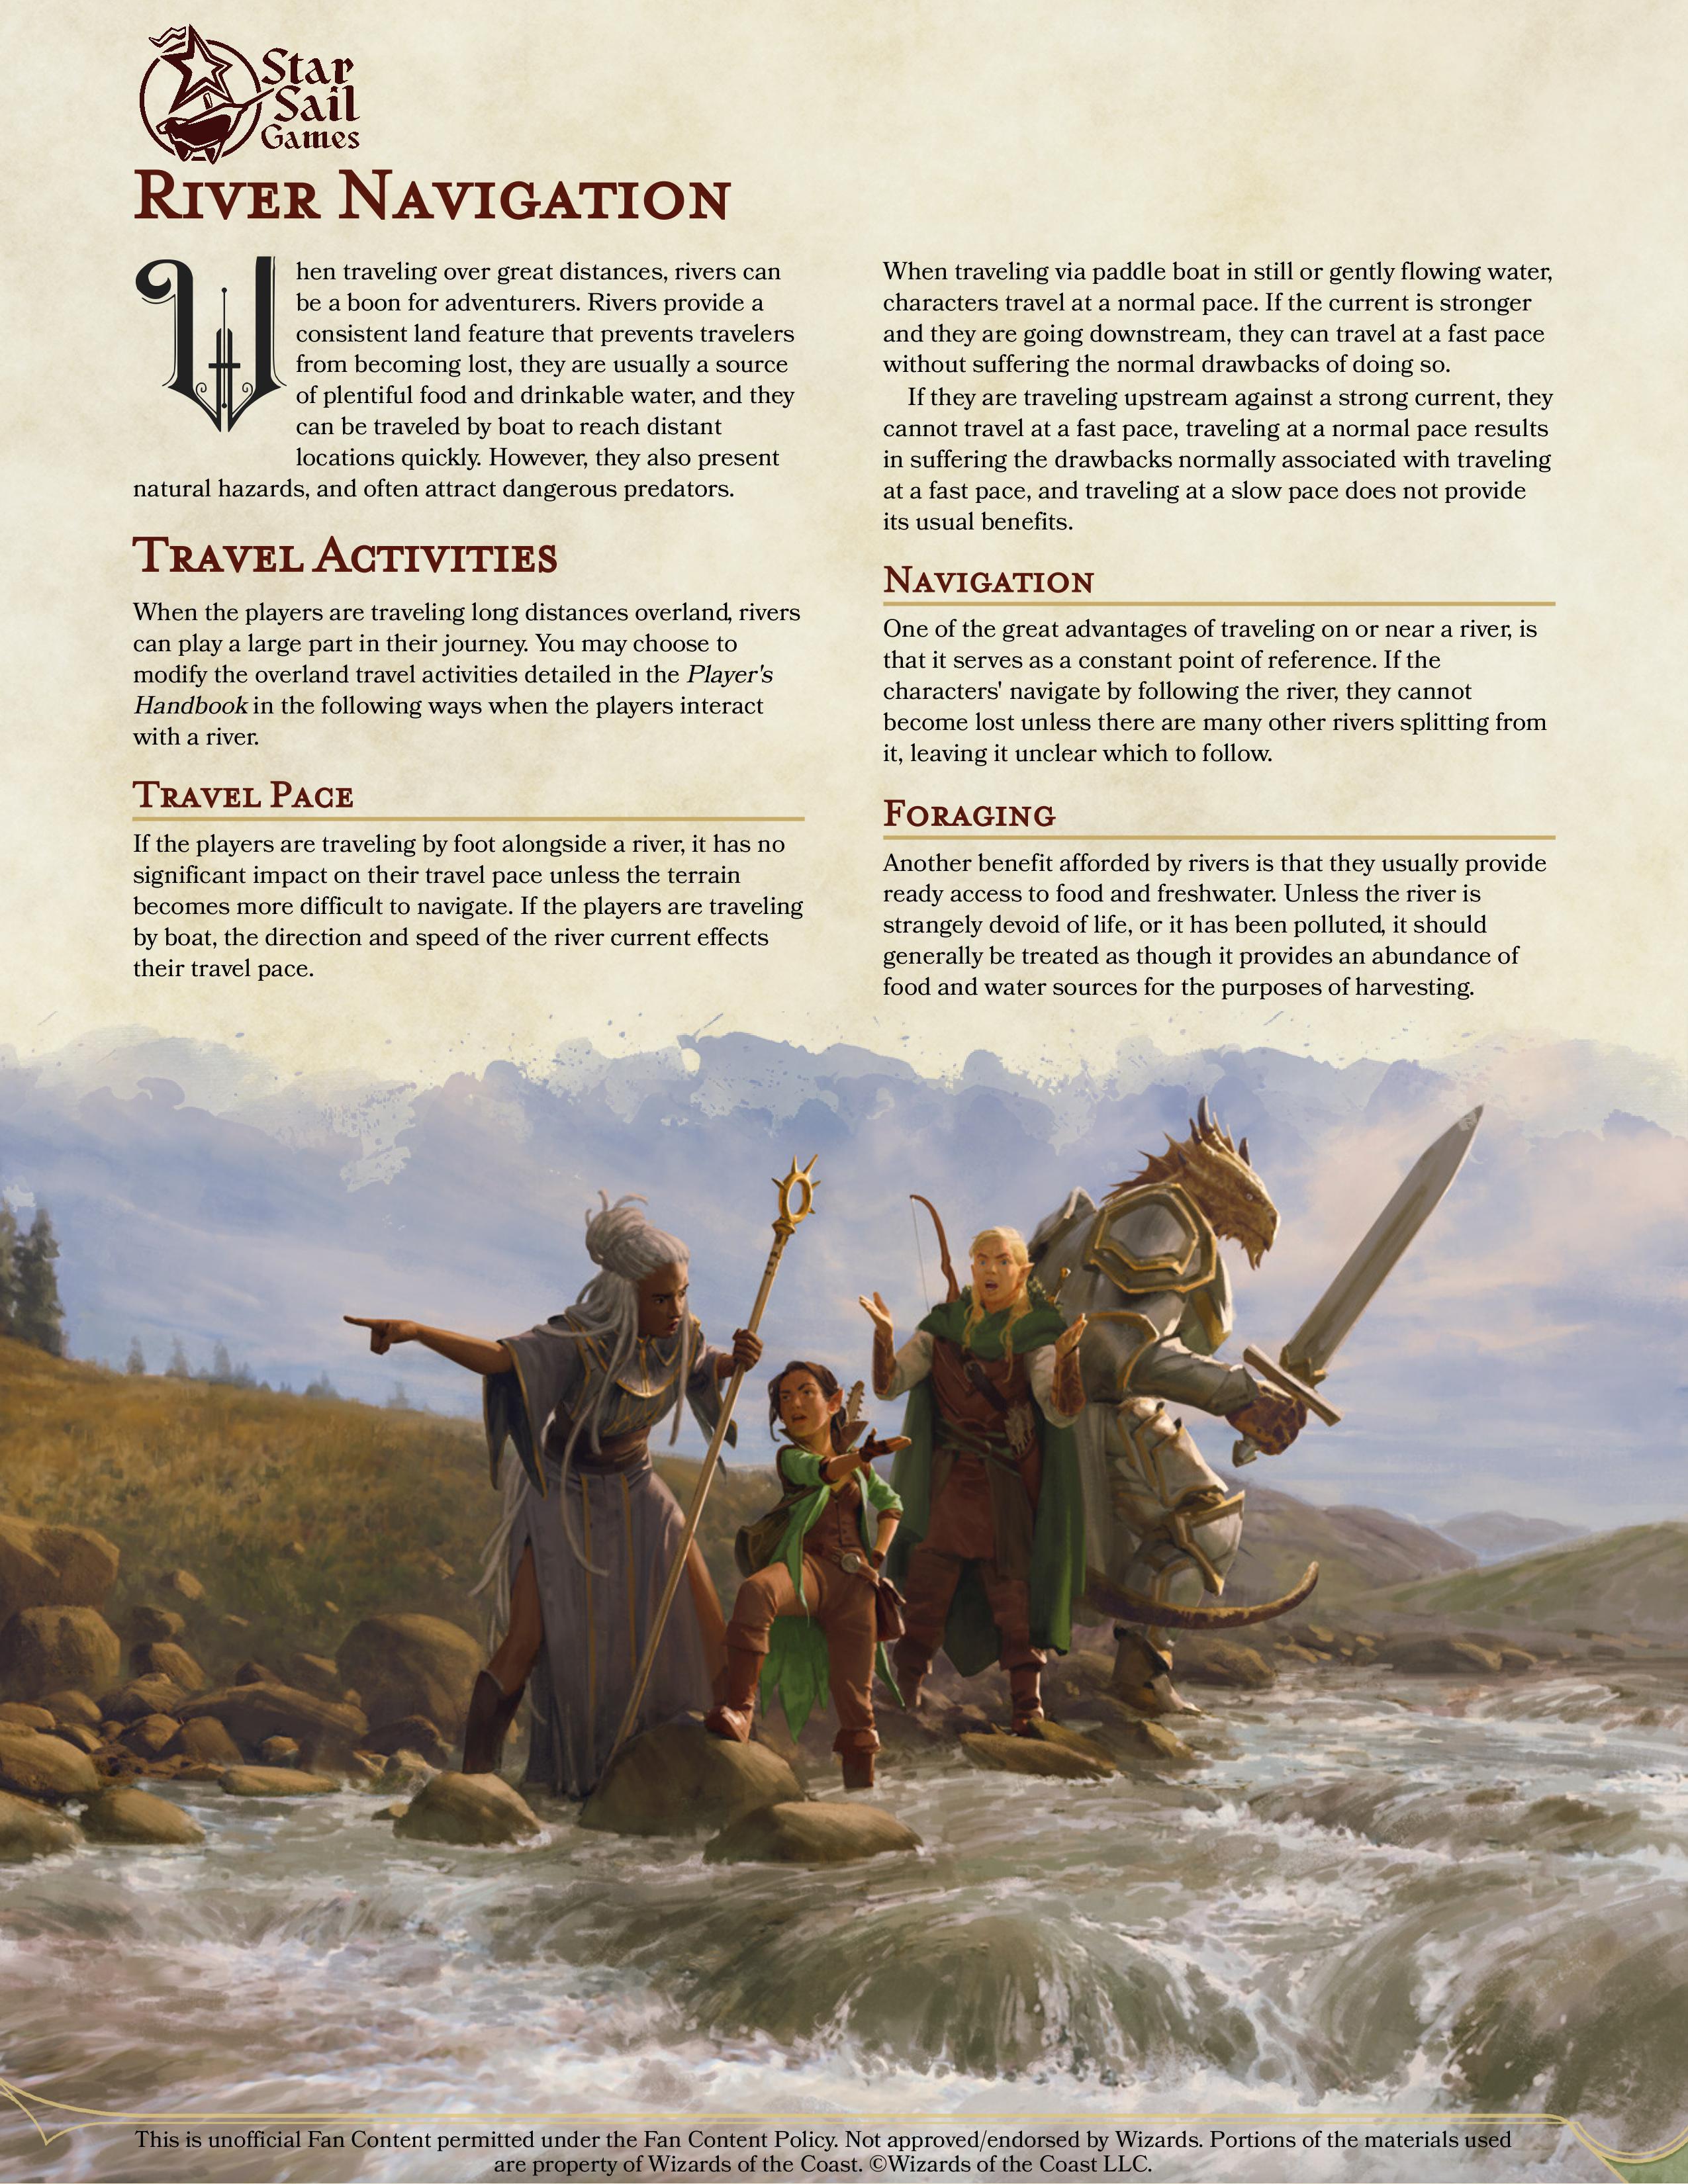 Star
Sail
Games
River Navigation
When traveling over great distances, rivers can
be a boon for adventurers. Rivers provide a
consistent land feature that prevents travelers
from becoming lost, they are usually a source
of plentiful food and drinkable water, and they
can be traveled by boat to reach distant
locations quickly. However, they also present
natural hazards, and often attract dangerous predators.
Travel Activities
When the players are traveling long distances overland, rivers
can play a large part in their journey. You may choose to
modify the overland travel activities detailed in the Player's
Handbook in the following ways when the players interact
with a river.
Travel Pace
If the players are traveling by foot alongside a river, it has no
significant impact on their travel pace unless the terrain
becomes more difficult to navigate. If the players are traveling
by boat, the direction and speed of the river current effects
their travel pace.
When traveling via paddle boat in still or gently flowing water,
characters travel at a normal pace. If the current is stronger
and they are going downstream, they can travel at a fast pace
without suffering the normal drawbacks of doing so.
If they are traveling upstream against a strong current, they
cannot travel at a fast pace, traveling at a normal pace results
in suffering the drawbacks normally associated with traveling
at a fast pace, and traveling at a slow pace does not provide
its usual benefits.
Navigation
One of the great advantages of traveling on or near a river, is
that it serves as a constant point of reference. If the
characters' navigate by following the river, they cannot
become lost unless there are many other rivers splitting from
it, leaving it unclear which to follow.
Foraging
Another benefit afforded by rivers is that they usually provide
ready access to food and freshwater. Unless the river is
strangely devoid of life, or it has been polluted, it should
generally be treated as though it provides an abundance of
food and water sources for the purposes of harvesting.
This is unofficial Fan Content permitted under the Fan Content Policy. Not approved/endorsed by Wizards. Portions of the materials used
are property of Wizards of the Coast. ©Wizards of the Coast LLC.